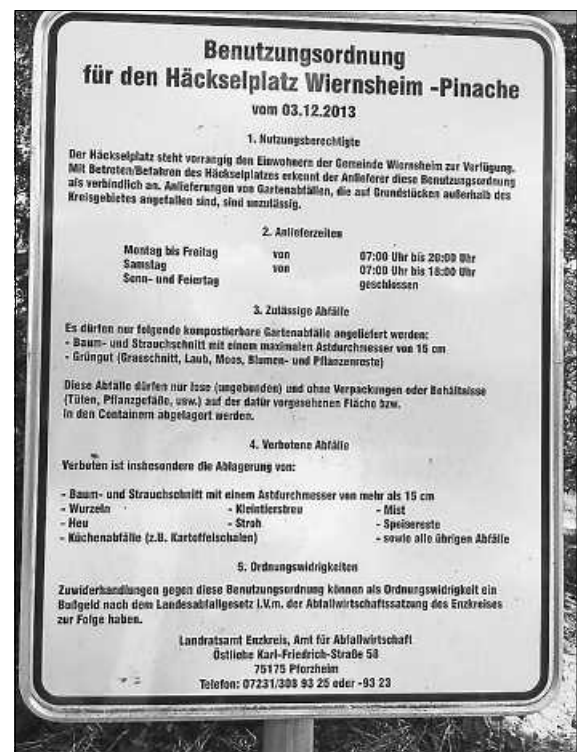 Benutzungsordnung
für den Häckselplatz Wiernsheim -Pinache
vom 03.12.2013
1. Nutzungsberechtigte
Der Häckselplatz steht vorrangig den Einwohnern der Gemeinde Wiernsheim zur Verfügung.
Mit Betreten/Befahren des Häckselplatzes erkennt der Anlieferer diese Benutzungsordnung
als verbindlich an. Anlieferungen von Gartenabfällen, die auf Grundstücken außerhalb des
Kreisgebietes angefallen sind, sind unzulässig.
2. Anlieferzeiten
Montag bis Freitag von 07:00 Uhr bis 20:00 Uhr
Samstag von 07:00 Uhr bis 18:00 Uhr
Sonn- und Feiertag geschlossen
3. Zulässige Abfälle
Es dürfen nur folgende kompostierbare Gartenabfälle angeliefert werden:
- Baum- und Strauchschnitt mit einem maximalen Astdurchmesser von 15 cm
- Grüngut (Grasschnitt, Laub, Moos, Blumen- und Pflanzenreste)
Diese Abfälle dürfen nur lose (ungebunden) und ohne Verpackungen oder Behältnisse
(Tüten, Pflanzgefäße, usw.) auf der dafür vorgesehenen Fläche bzw.
in den Containern abgelagert werden.
4. Verbotene Abfälle
Verboten ist insbesondere die Ablagerung von:
- Baum- und Strauchschnitt mit einem Astdurchmesser von mehr als 15 cm
- Wurzeln - Kleintierstreu - Mist
- Heu - Stroh - Speisereste
- Küchenabfälle (z.B. Kartoffelschalen) - sowie alle übrigen Abfälle
5. Ordnungswidrigkeiten
Zuwiderhandlungen gegen diese Benutzungsordnung können als Ordnungswidrigkeit ein
Bußgeld nach dem Landesabfallgesetz i.V.m. der Abfallwirtschaftssatzung des Enzkreises
zur Folge haben.
Landratsamt Enzkreis, Amt für Abfallwirtschaft
Östliche Karl-Friedrich-Straße 58
75175 Pforzheim
Telefon: 07231/308 93 25 oder -93 23